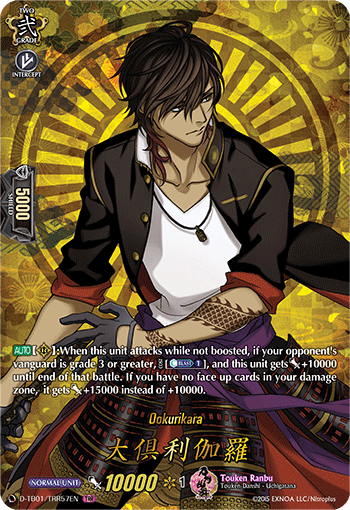 TWO
弐
GRADE
INTERCEPT
5000
SHIELD
AUTO【 】:When this unit attacks while not boosted, if your opponent's
vanguard is grade 3 or greater, [ BLAST 1 ], and this unit gets +10000
until end of that battle. If you have no face up cards in your damage
zone, it gets +15000 instead of +10000.
Ookurikara
大倶利伽羅
NORMAL UNIT
10000 1
Touken Ranbu
Touken Danshi - Uchigatana
D-TB01/TRR57EN
©2015 EXNOA LLC/Nitroplus